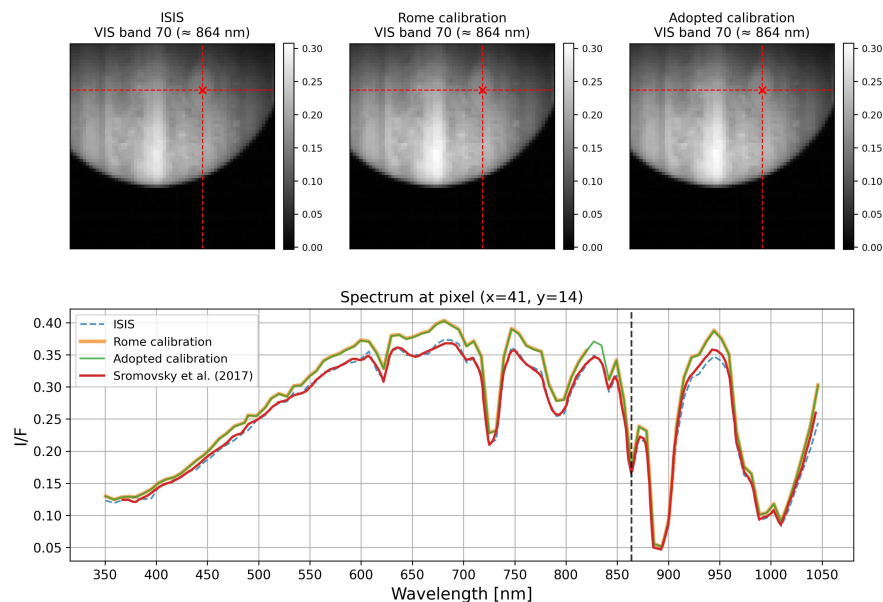 ISIS
VIS band 70 (≈ 864 nm)
Rome calibration
VIS band 70 (≈ 864 nm)
Adopted calibration
VIS band 70 (≈ 864 nm)
0.30
0.25
0.20
0.15
0.10
0.05
0.00
0.30
0.25
0.20
0.15
0.10
0.05
0.00
0.30
0.25
0.20
0.15
0.10
0.05
0.00
Spectrum at pixel (x=41, y=14)
ISIS
Rome calibration
Adopted calibration
Sromovsky et al. (2017)
I/F
0.40
0.35
0.30
0.25
0.20
0.15
0.10
0.05
350 400 450 500 550 600 650 700 750 800 850 900 950 1000 1050
Wavelength [nm]